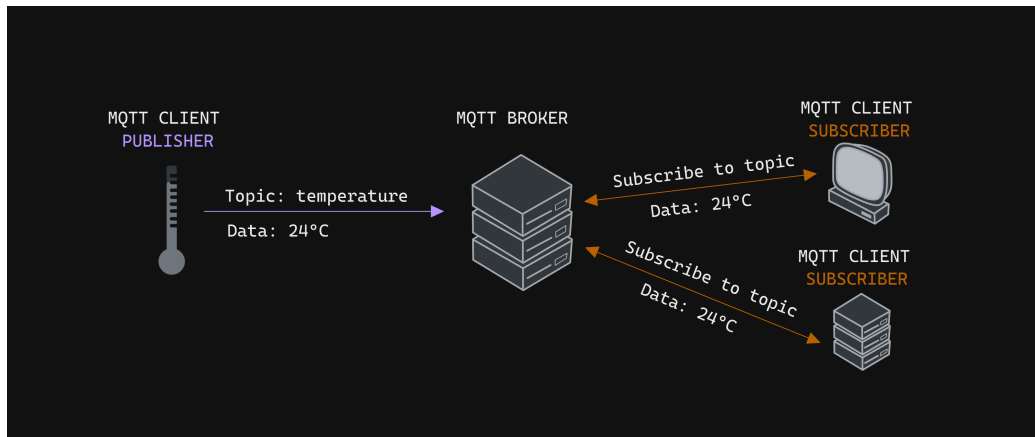 MQTT CLIENT
PUBLISHER
Topic: temperature
Data: 24°C
MQTT BROKER
Subscribe to topic
Data: 24°C
Subscribe to topic
Data: 24°C
MQTT CLIENT
SUBSCRIBER
MQTT CLIENT
SUBSCRIBER